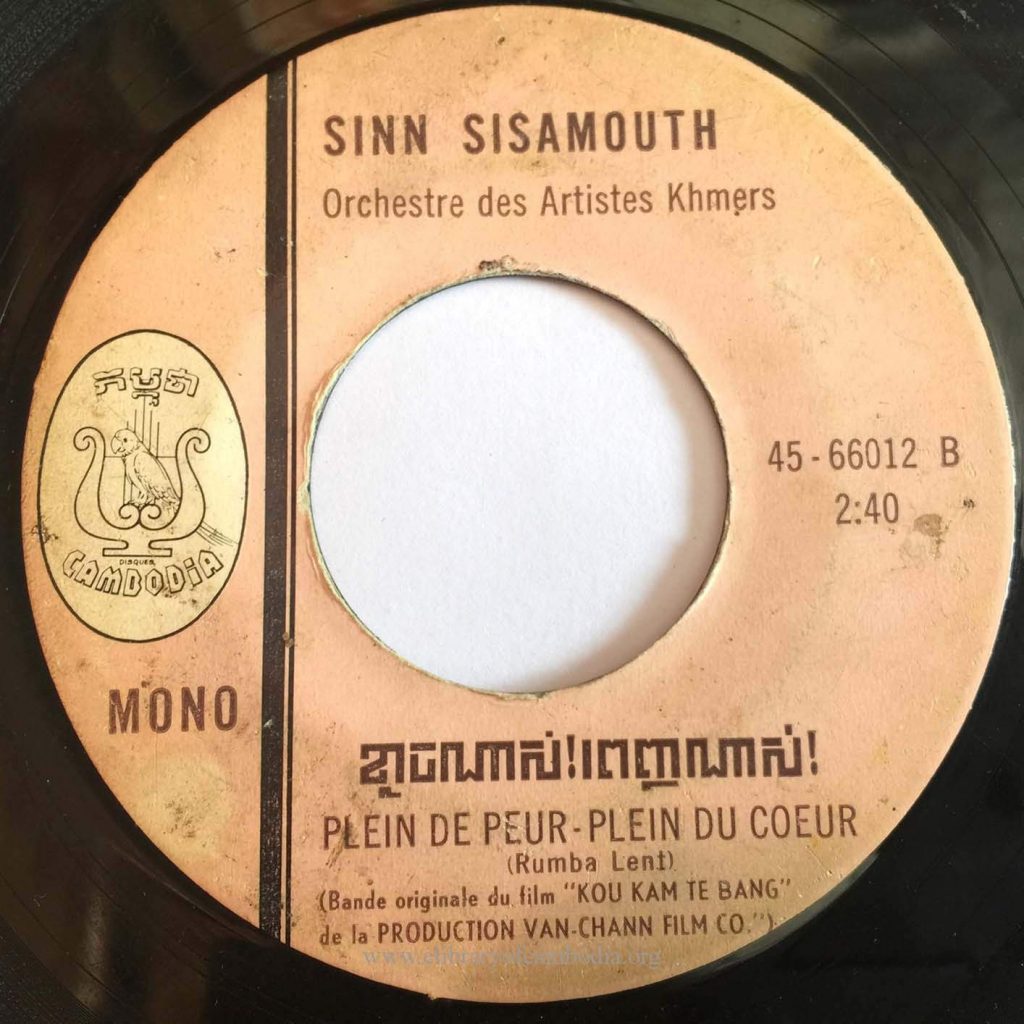 SINN SISAMOUTH
Orchestre des Artistes Khmers
កម្ពុជា
DISQUES
CAMBODIA
45 - 66012 B
2:40
MONO
ខ្លាចណាស់!ពេញណាស់!
PLEIN DE PEUR-PLEIN DU COEUR
(Rumba Lent)
(Bande originale du film "KOU KAM TE BANG"
de la PRODUCTION VAN-CHANN FILM CO.")
www.elibraryofcambodia.org